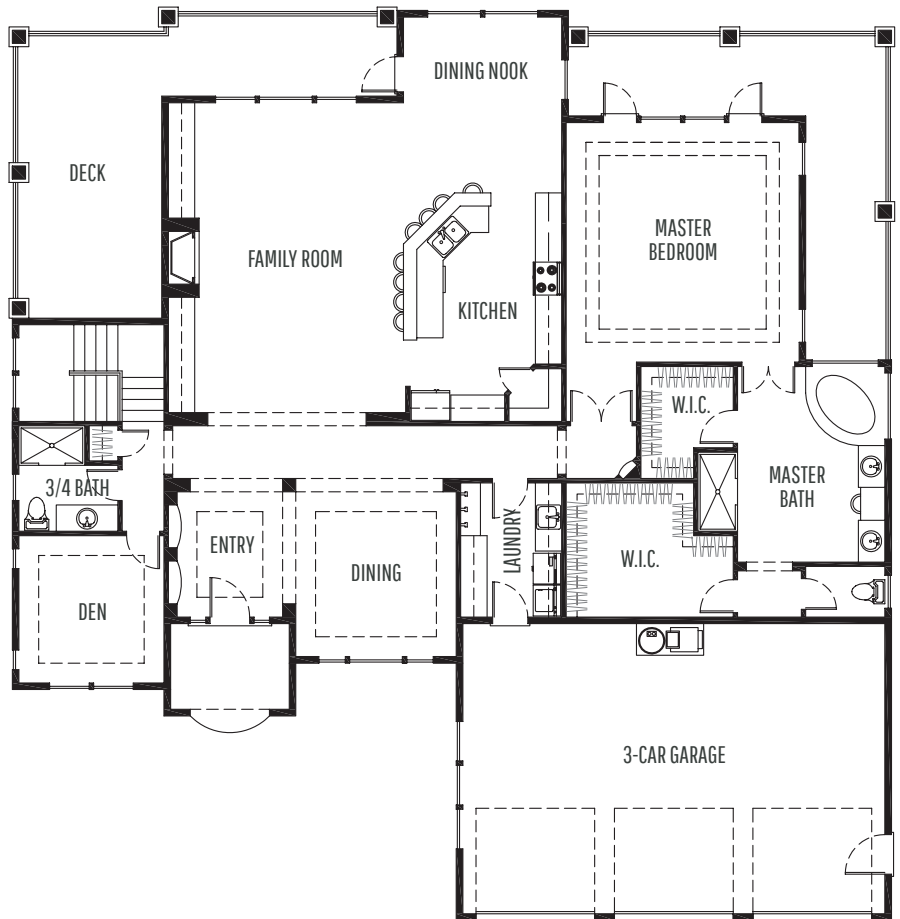 DINING NOOK
DECK
FAMILY ROOM
MASTER
BEDROOM
KITCHEN
W.I.C.
3/4 BATH
MASTER
BATH
ENTRY
LAUNDRY
W.I.C.
DINING
DEN
3-CAR GARAGE